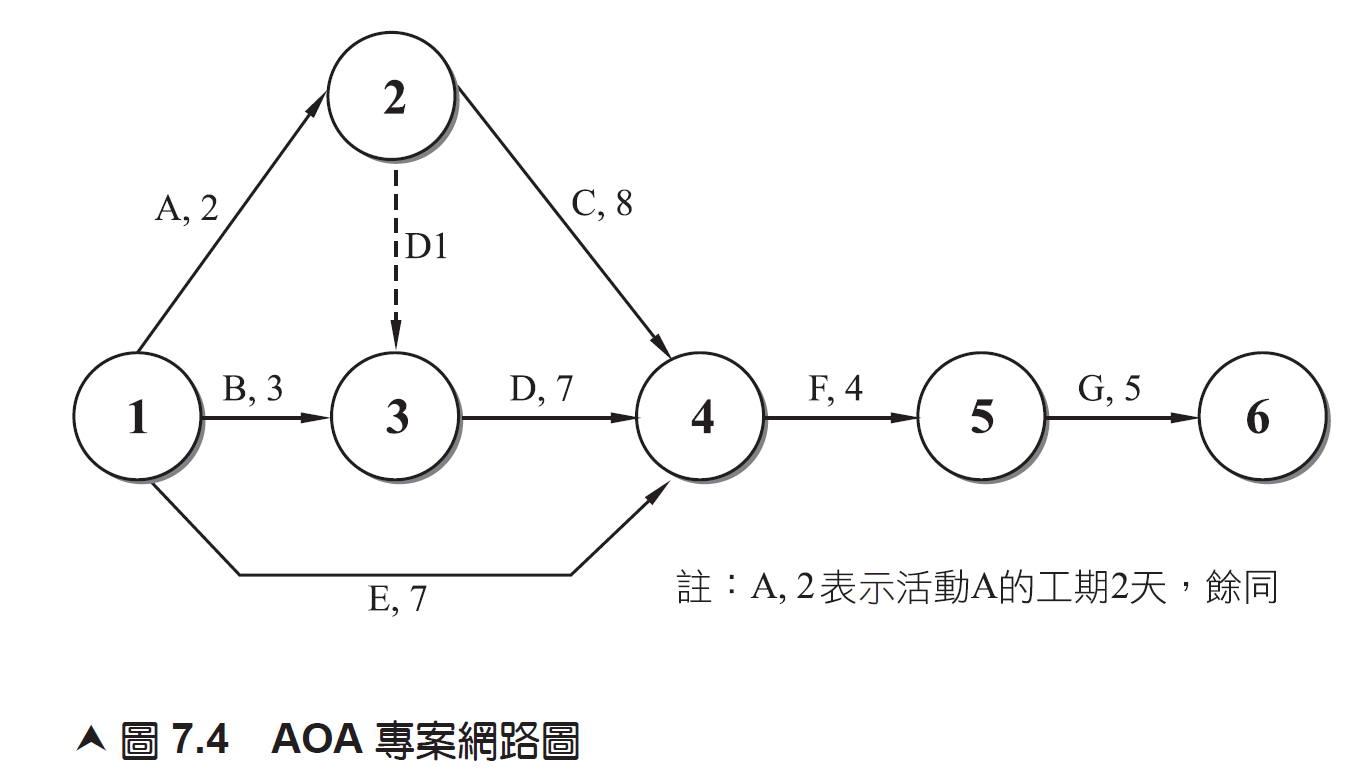 2
A, 2
C, 8
D1
1
B, 3
3
D, 7
4
F, 4
5
G, 5
6
E, 7
註：A, 2表示活動A的工期2天，餘同
圖 7.4 AOA 專案網路圖